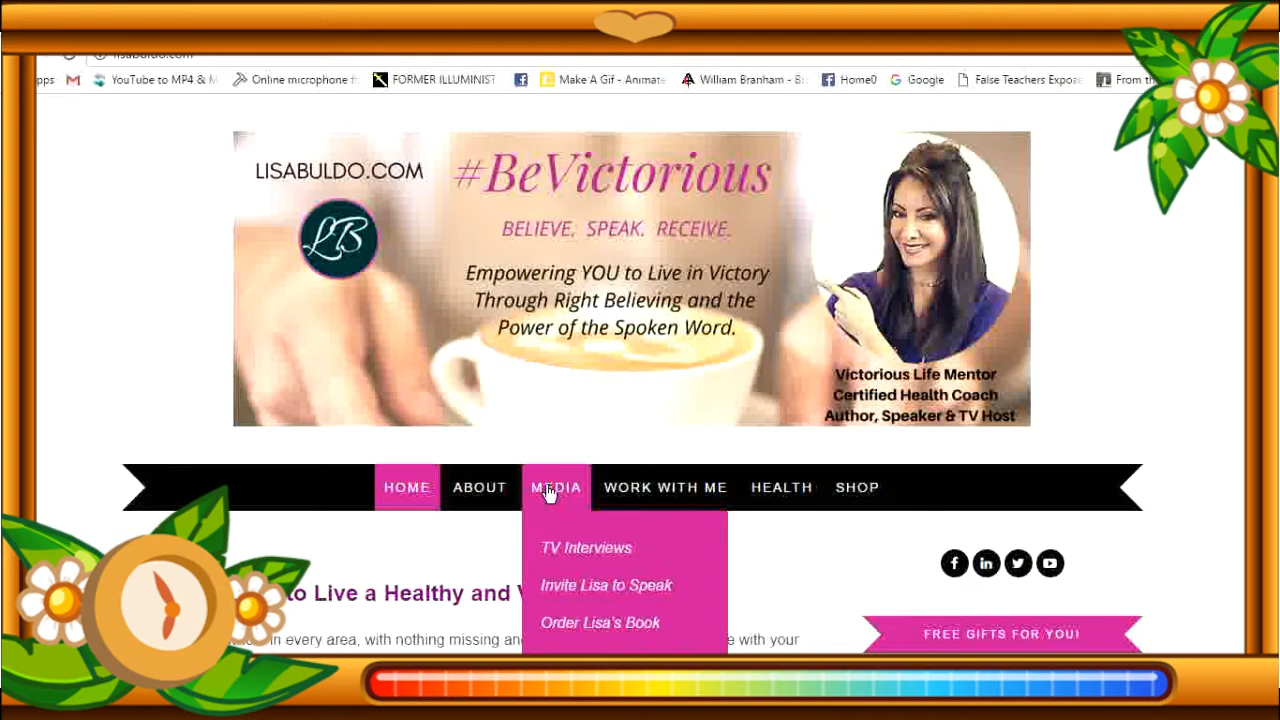 lisabuldo.com
pps YouTube to MP4 & M Online microphone f FORMER ILLUMINIST Make A Gif - Animate William Branham - Bi Home0 Google False Teachers Expose From th
LISABULDO.COM
#BeVictorious
LB
BELIEVE. SPEAK. RECEIVE.
Empowering YOU to Live in Victory
Through Right Believing and the
Power of the Spoken Word.
Victorious Life Mentor
Certified Health Coach
Author, Speaker & TV Host
HOME ABOUT MEDIA WORK WITH ME HEALTH SHOP
TV Interviews
Invite Lisa to Speak
Order Lisa's Book
to Live a Healthy and V
in every area, with nothing missing and
e with your
FREE GIFTS FOR YOU!